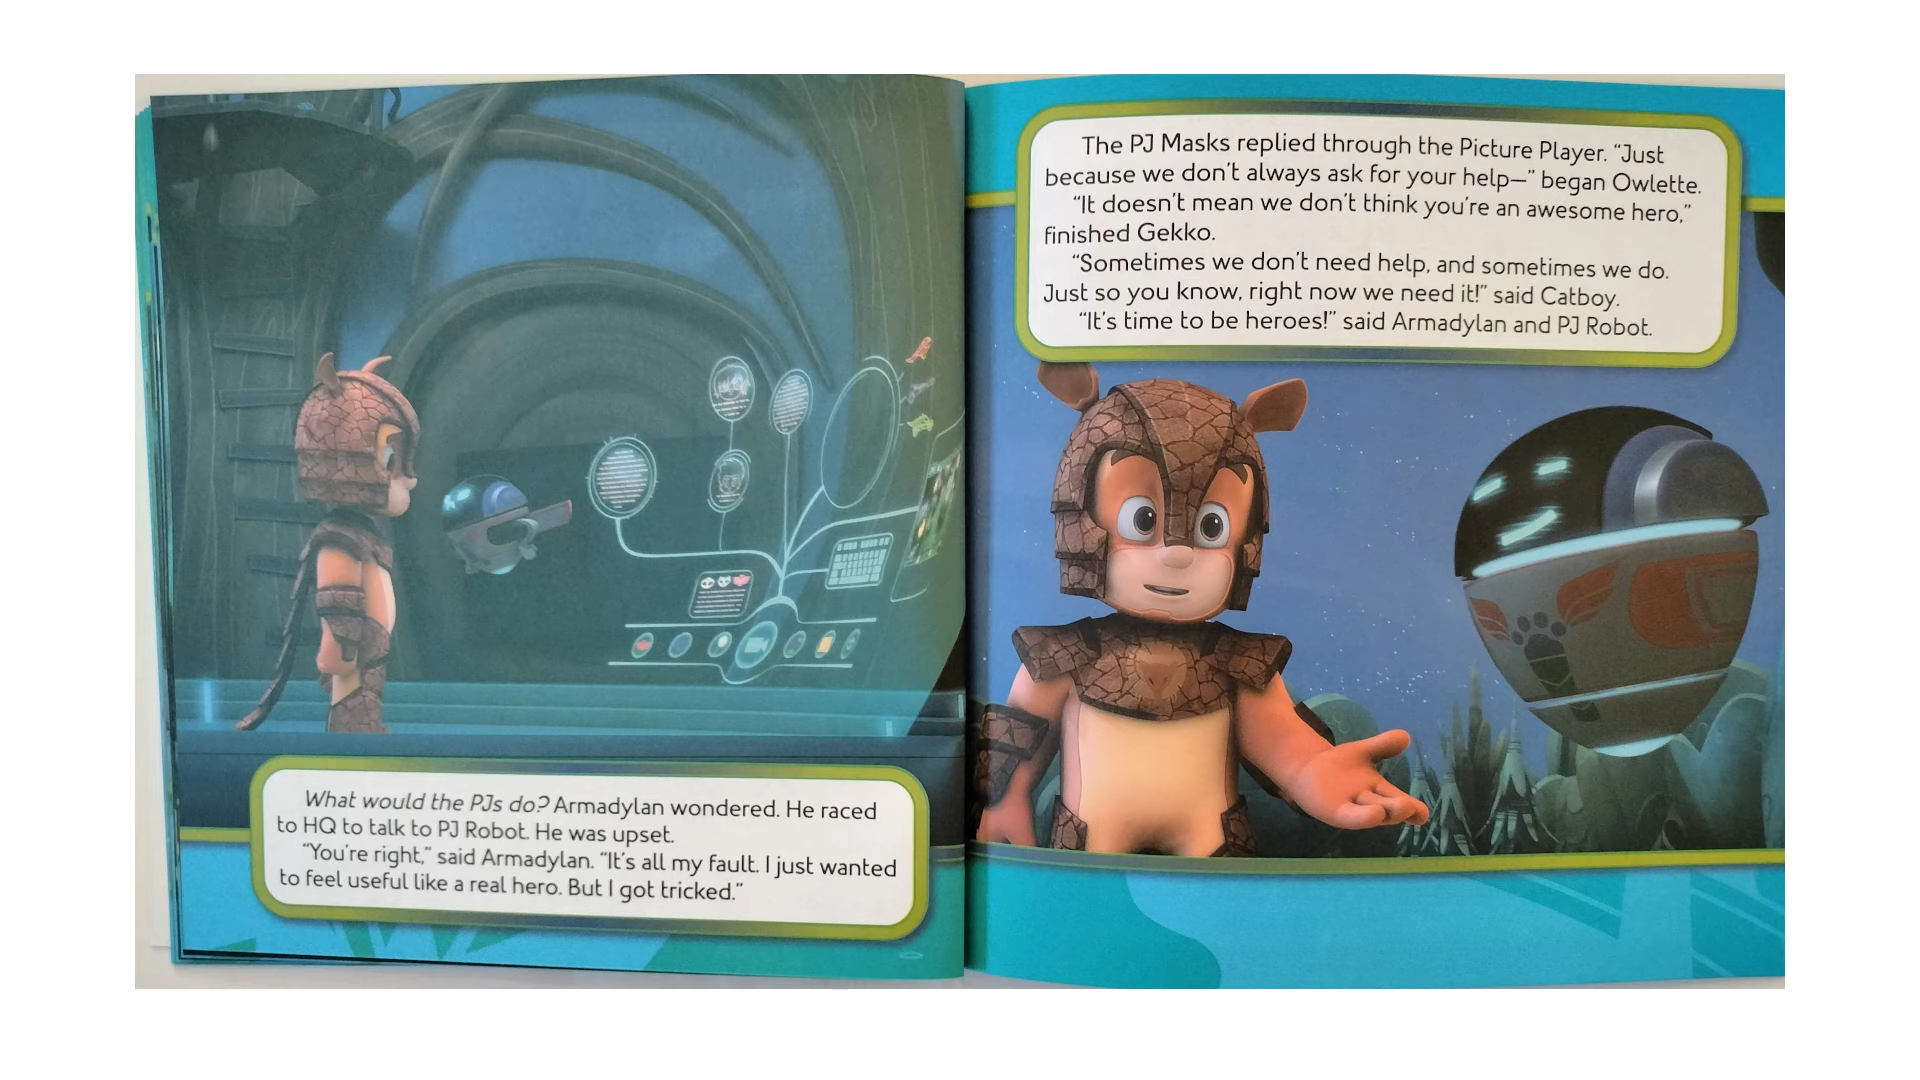 What would the PJs do? Armadylan wondered. He raced
to HQ to talk to PJ Robot. He was upset.
“You’re right,” said Armadylan. “It’s all my fault. I just wanted
to feel useful like a real hero. But I got tricked.”
The PJ Masks replied through the Picture Player. “Just
because we don’t always ask for your help—” began Owlette.
“It doesn’t mean we don’t think you’re an awesome hero,”
finished Gekko.
“Sometimes we don’t need help, and sometimes we do.
Just so you know, right now we need it!” said Catboy.
“It’s time to be heroes!” said Armadylan and PJ Robot.